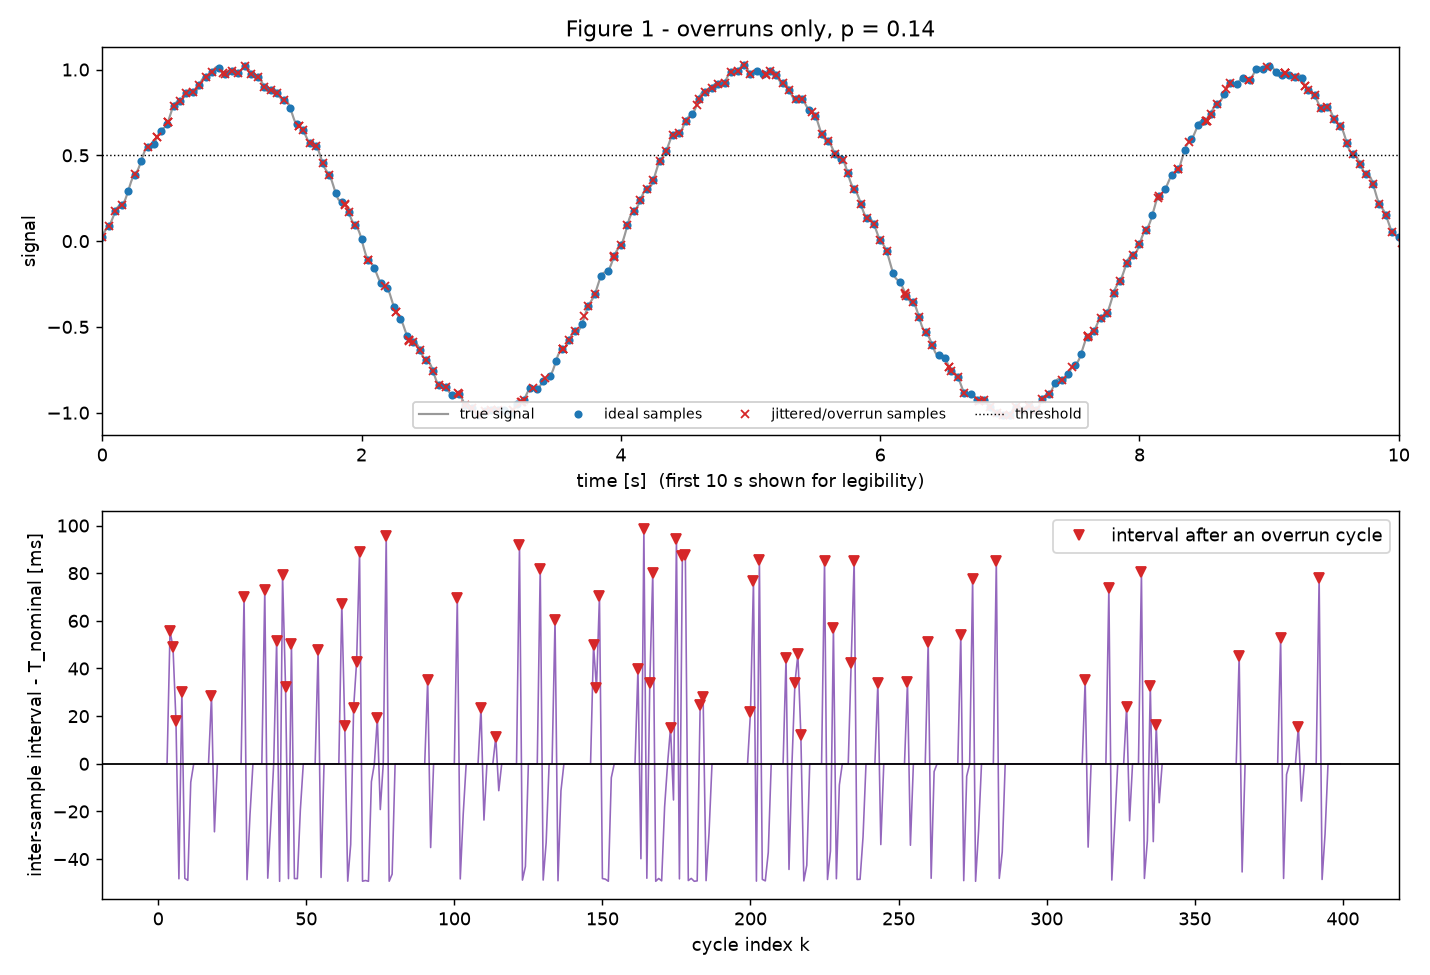 Figure 1 - overruns only, p = 0.14
signal
1.0
0.5
0.0
−0.5
−1.0
true signal ideal samples jittered/overrun samples threshold
0 2 4 6 8 10
time [s]  (first 10 s shown for legibility)
inter-sample interval - T_nominal [ms]
100
80
60
40
20
0
−20
−40
interval after an overrun cycle
0 50 100 150 200 250 300 350 400
cycle index k